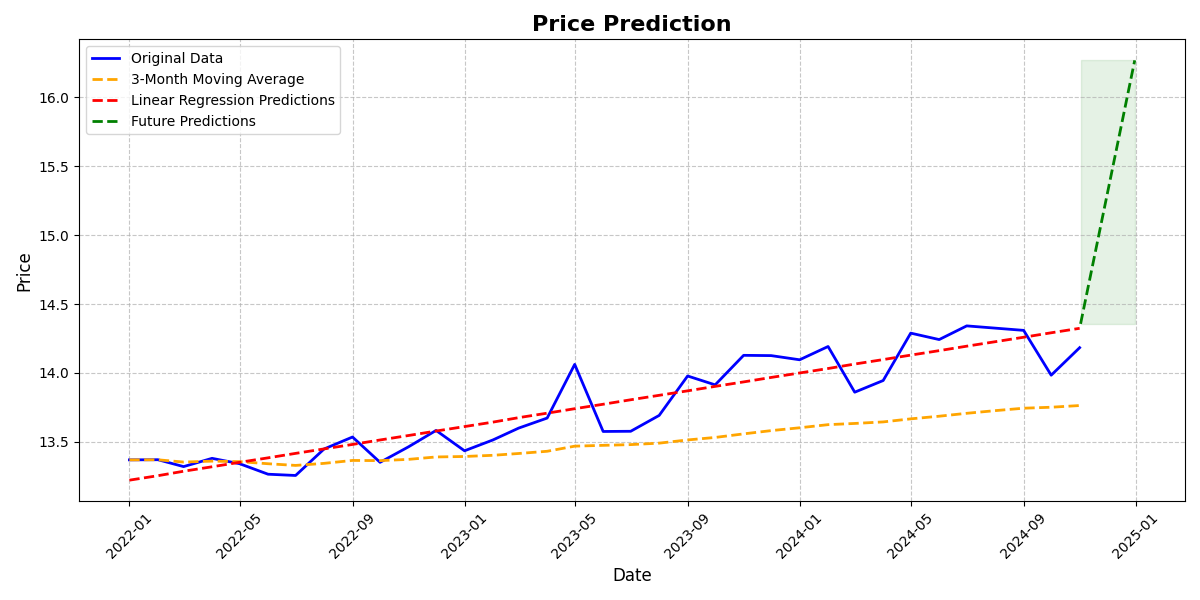 Price Prediction
Original Data
3-Month Moving Average
Linear Regression Predictions
Future Predictions
Price
16.0
15.5
15.0
14.5
14.0
13.5
2022-01
2022-05
2022-09
2023-01
2023-05
2023-09
2024-01
2024-05
2024-09
2025-01
Date